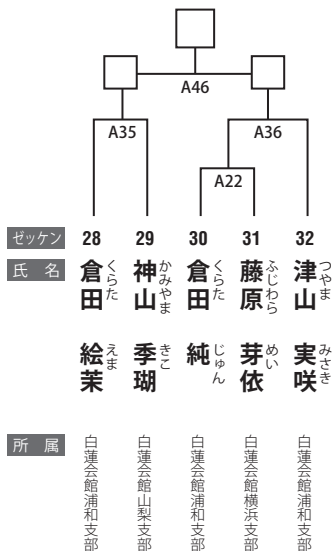 A46
A35
A36
A22
ゼッケン 28 29 30 31 32
氏 名
倉田 絵茉
くらた えま
神山 季瑚
かみやま きこ
倉田 純
くらた じゅん
藤原 芽依
ふじわら めい
津山 実咲
つやま みさき
所 属
白蓮会館浦和支部
白蓮会館山梨支部
白蓮会館浦和支部
白蓮会館横浜支部
白蓮会館浦和支部